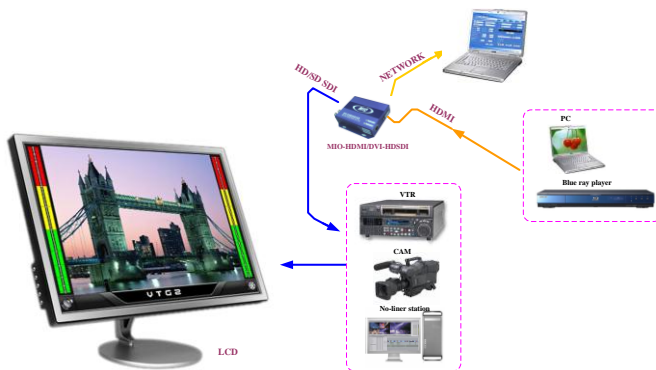 HD/SD SDI
NETWORK
HDMI
MIO-HDMI/DVI-HDSDI
PC
Blue ray player
VTR
CAM
No-liner station
VTG2
LCD